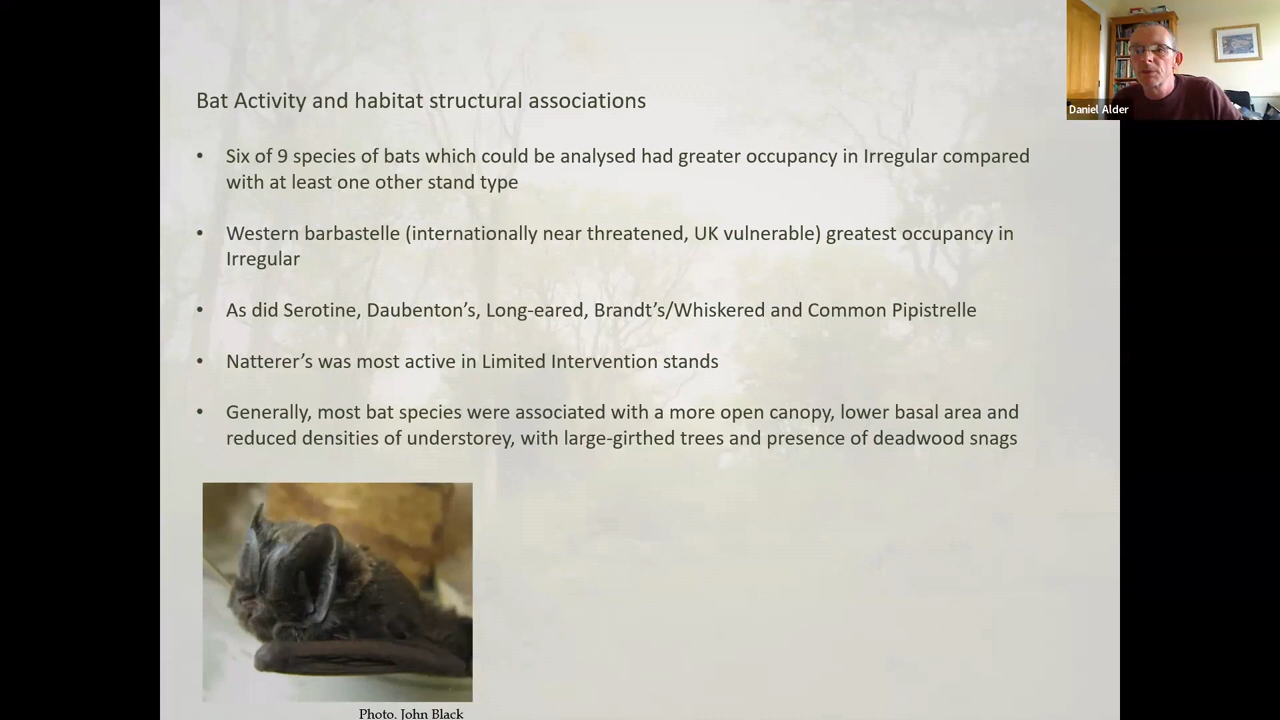 Bat Activity and habitat structural associations
• Six of 9 species of bats which could be analysed had greater occupancy in Irregular compared
with at least one other stand type
• Western barbastelle (internationally near threatened, UK vulnerable) greatest occupancy in
Irregular
• As did Serotine, Daubenton’s, Long-eared, Brandt’s/Whiskered and Common Pipistrelle
• Natterer’s was most active in Limited Intervention stands
• Generally, most bat species were associated with a more open canopy, lower basal area and
reduced densities of understorey, with large-girthed trees and presence of deadwood snags
Photo. John Black
Daniel Alder